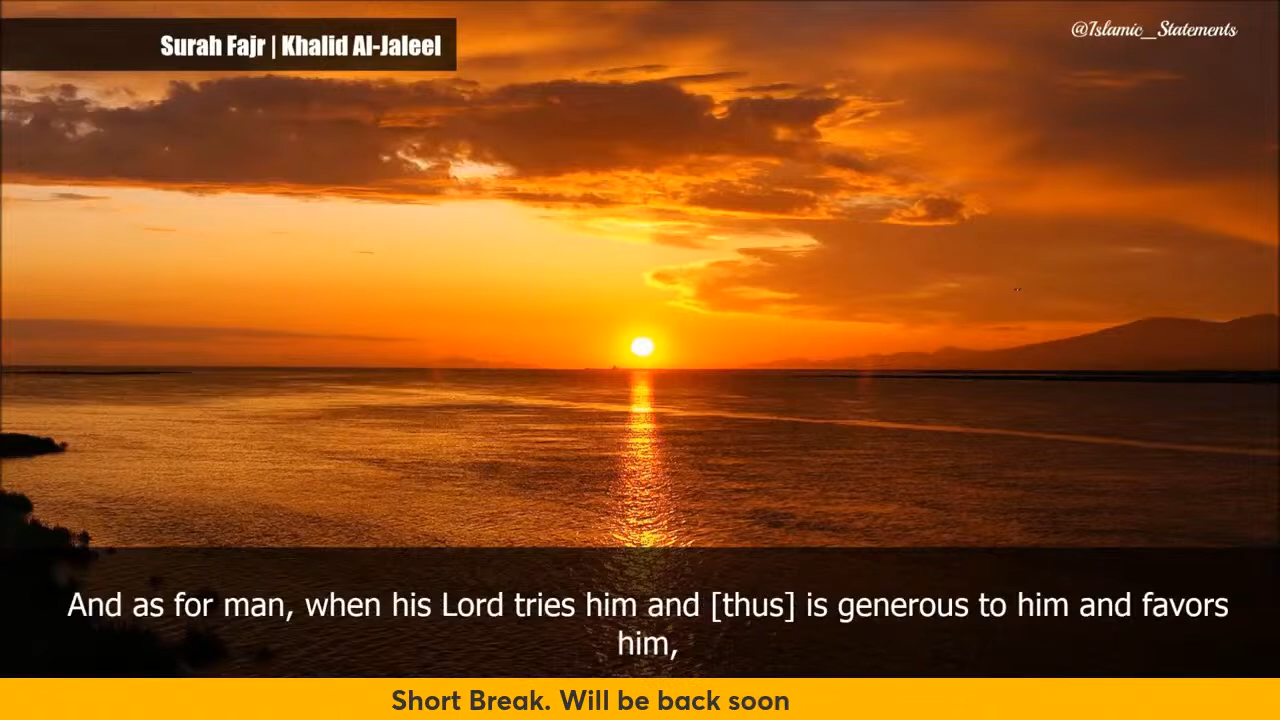 Surah Fajr | Khalid Al-Jaleel
@Islamic_Statements
And as for man, when his Lord tries him and [thus] is generous to him and favors
him,
Short Break. Will be back soon